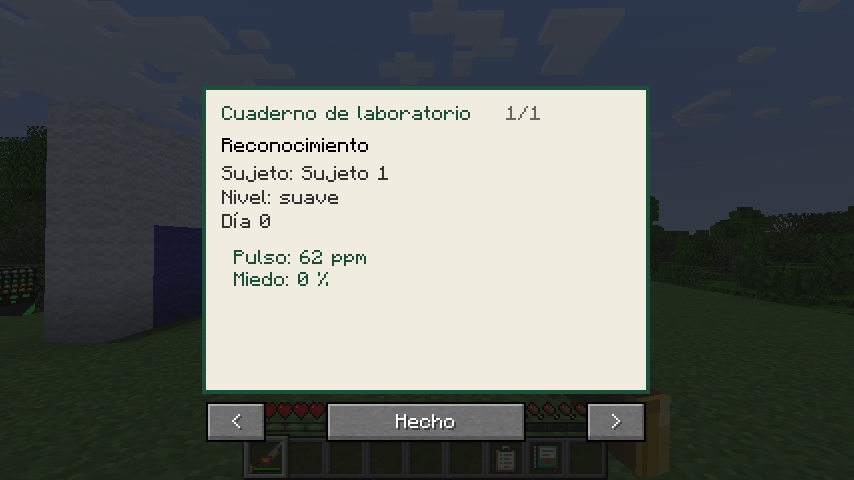 Cuaderno de laboratorio 1/1
Reconocimiento
Sujeto: Sujeto 1
Nivel: suave
Día 0
Pulso: 62 ppm
Miedo: 0 %
< Hecho >